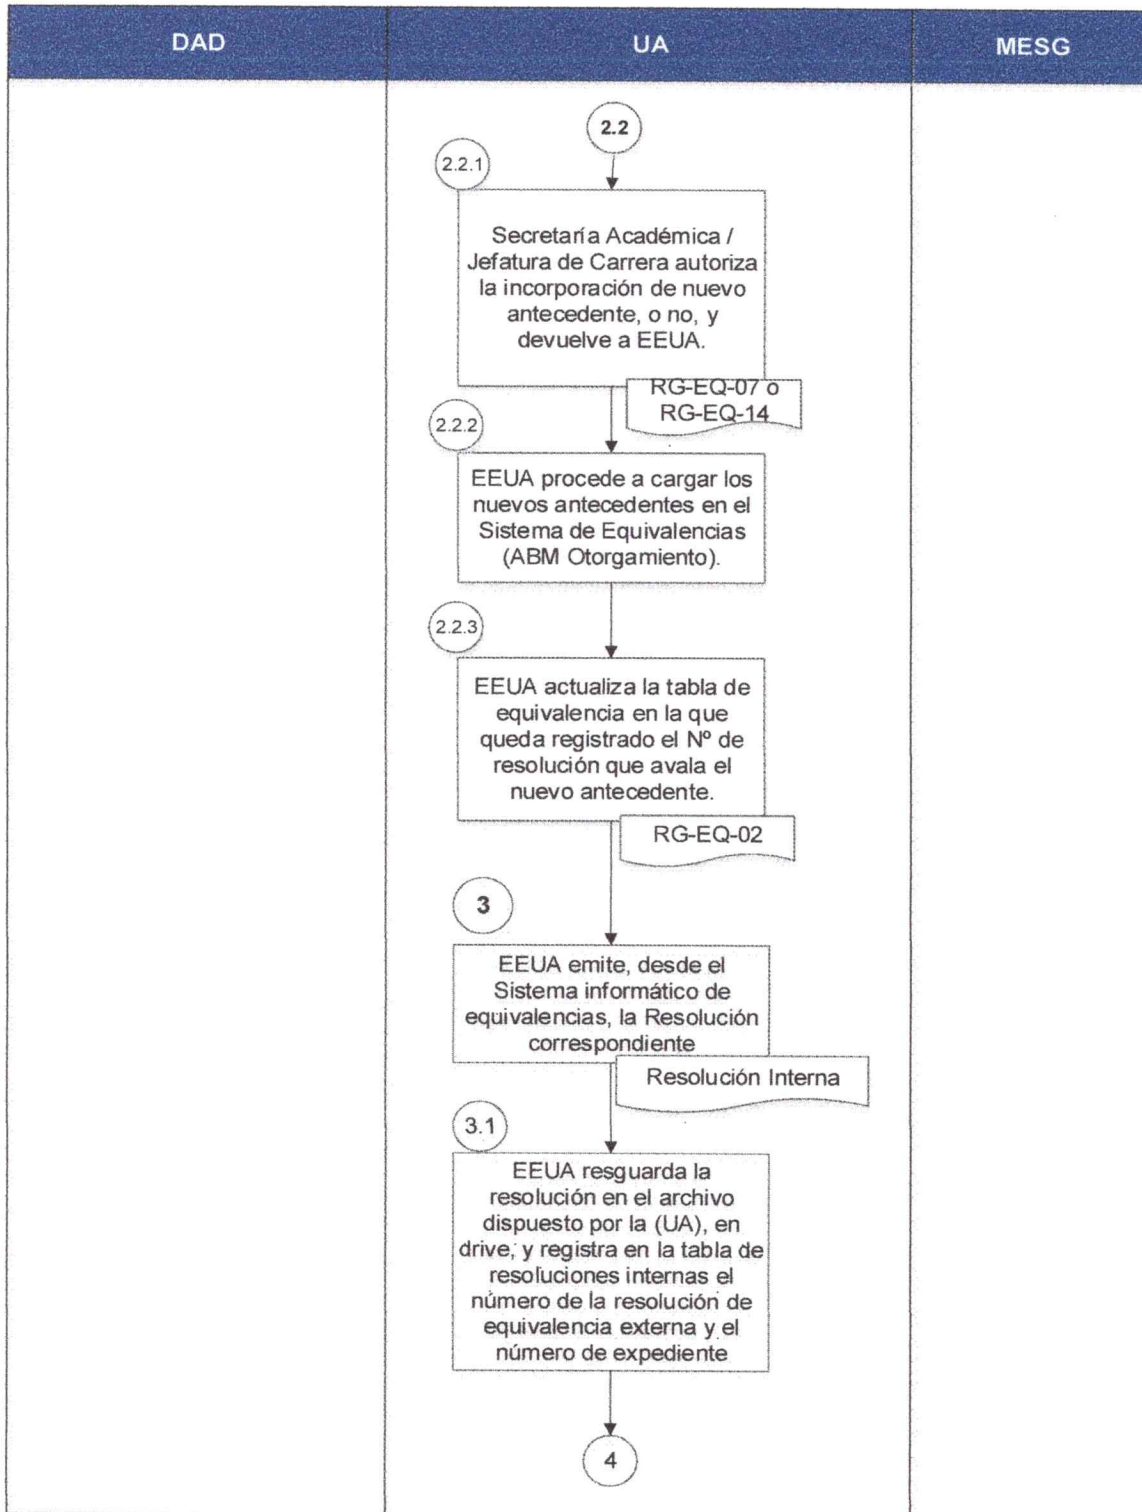 DAD
UA
MESG
2.2
2.2.1
Secretaría Académica /
Jefatura de Carrera autoriza
la incorporación de nuevo
antecedente, o no, y
devuelve a EEUA.
RG-EQ-07 o
RG-EQ-14
2.2.2
EEUA procede a cargar los
nuevos antecedentes en el
Sistema de Equivalencias
(ABM Otorgamiento).
2.2.3
EEUA actualiza la tabla de
equivalencia en la que
queda registrado el Nº de
resolución que avala el
nuevo antecedente.
RG-EQ-02
3
EEUA emite, desde el
Sistema informático de
equivalencias, la Resolución
correspondiente
Resolución Interna
3.1
EEUA resguarda la
resolución en el archivo
dispuesto por la (UA), en
drive, y registra en la tabla de
resoluciones internas el
número de la resolución de
equivalencia externa y el
número de expediente
4